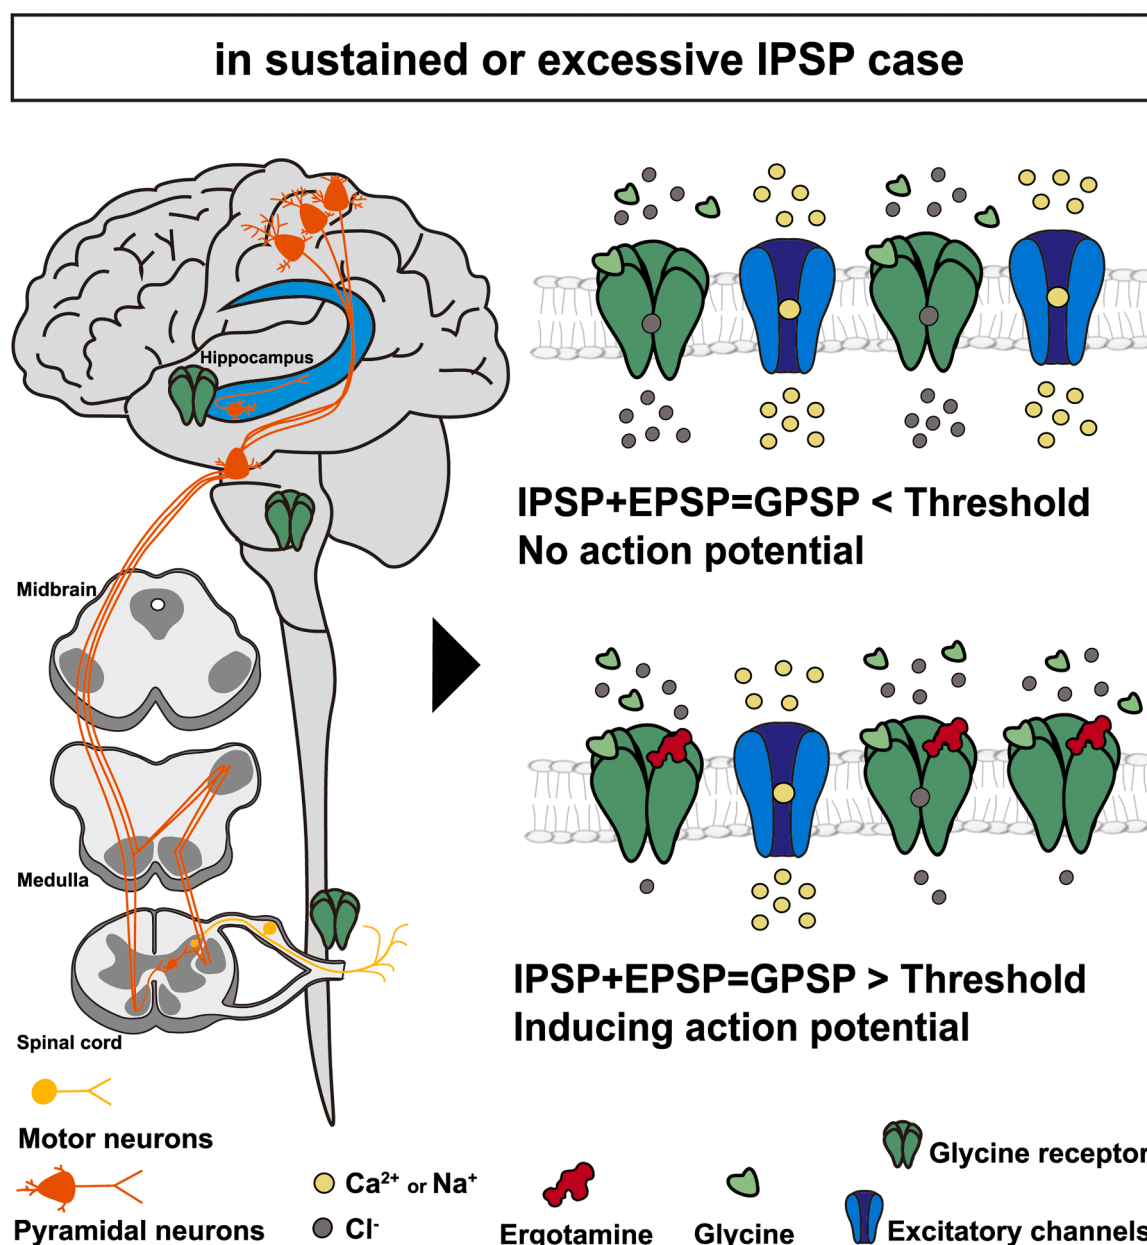 in sustained or excessive IPSP case
Hippocampus
Midbrain
Medulla
Spinal cord
IPSP+EPSP=GPSP < Threshold
No action potential
IPSP+EPSP=GPSP > Threshold
Inducing action potential
Motor neurons
Pyramidal neurons
Ca²⁺ or Na⁺
Cl⁻
Ergotamine
Glycine
Glycine receptor
Excitatory channels